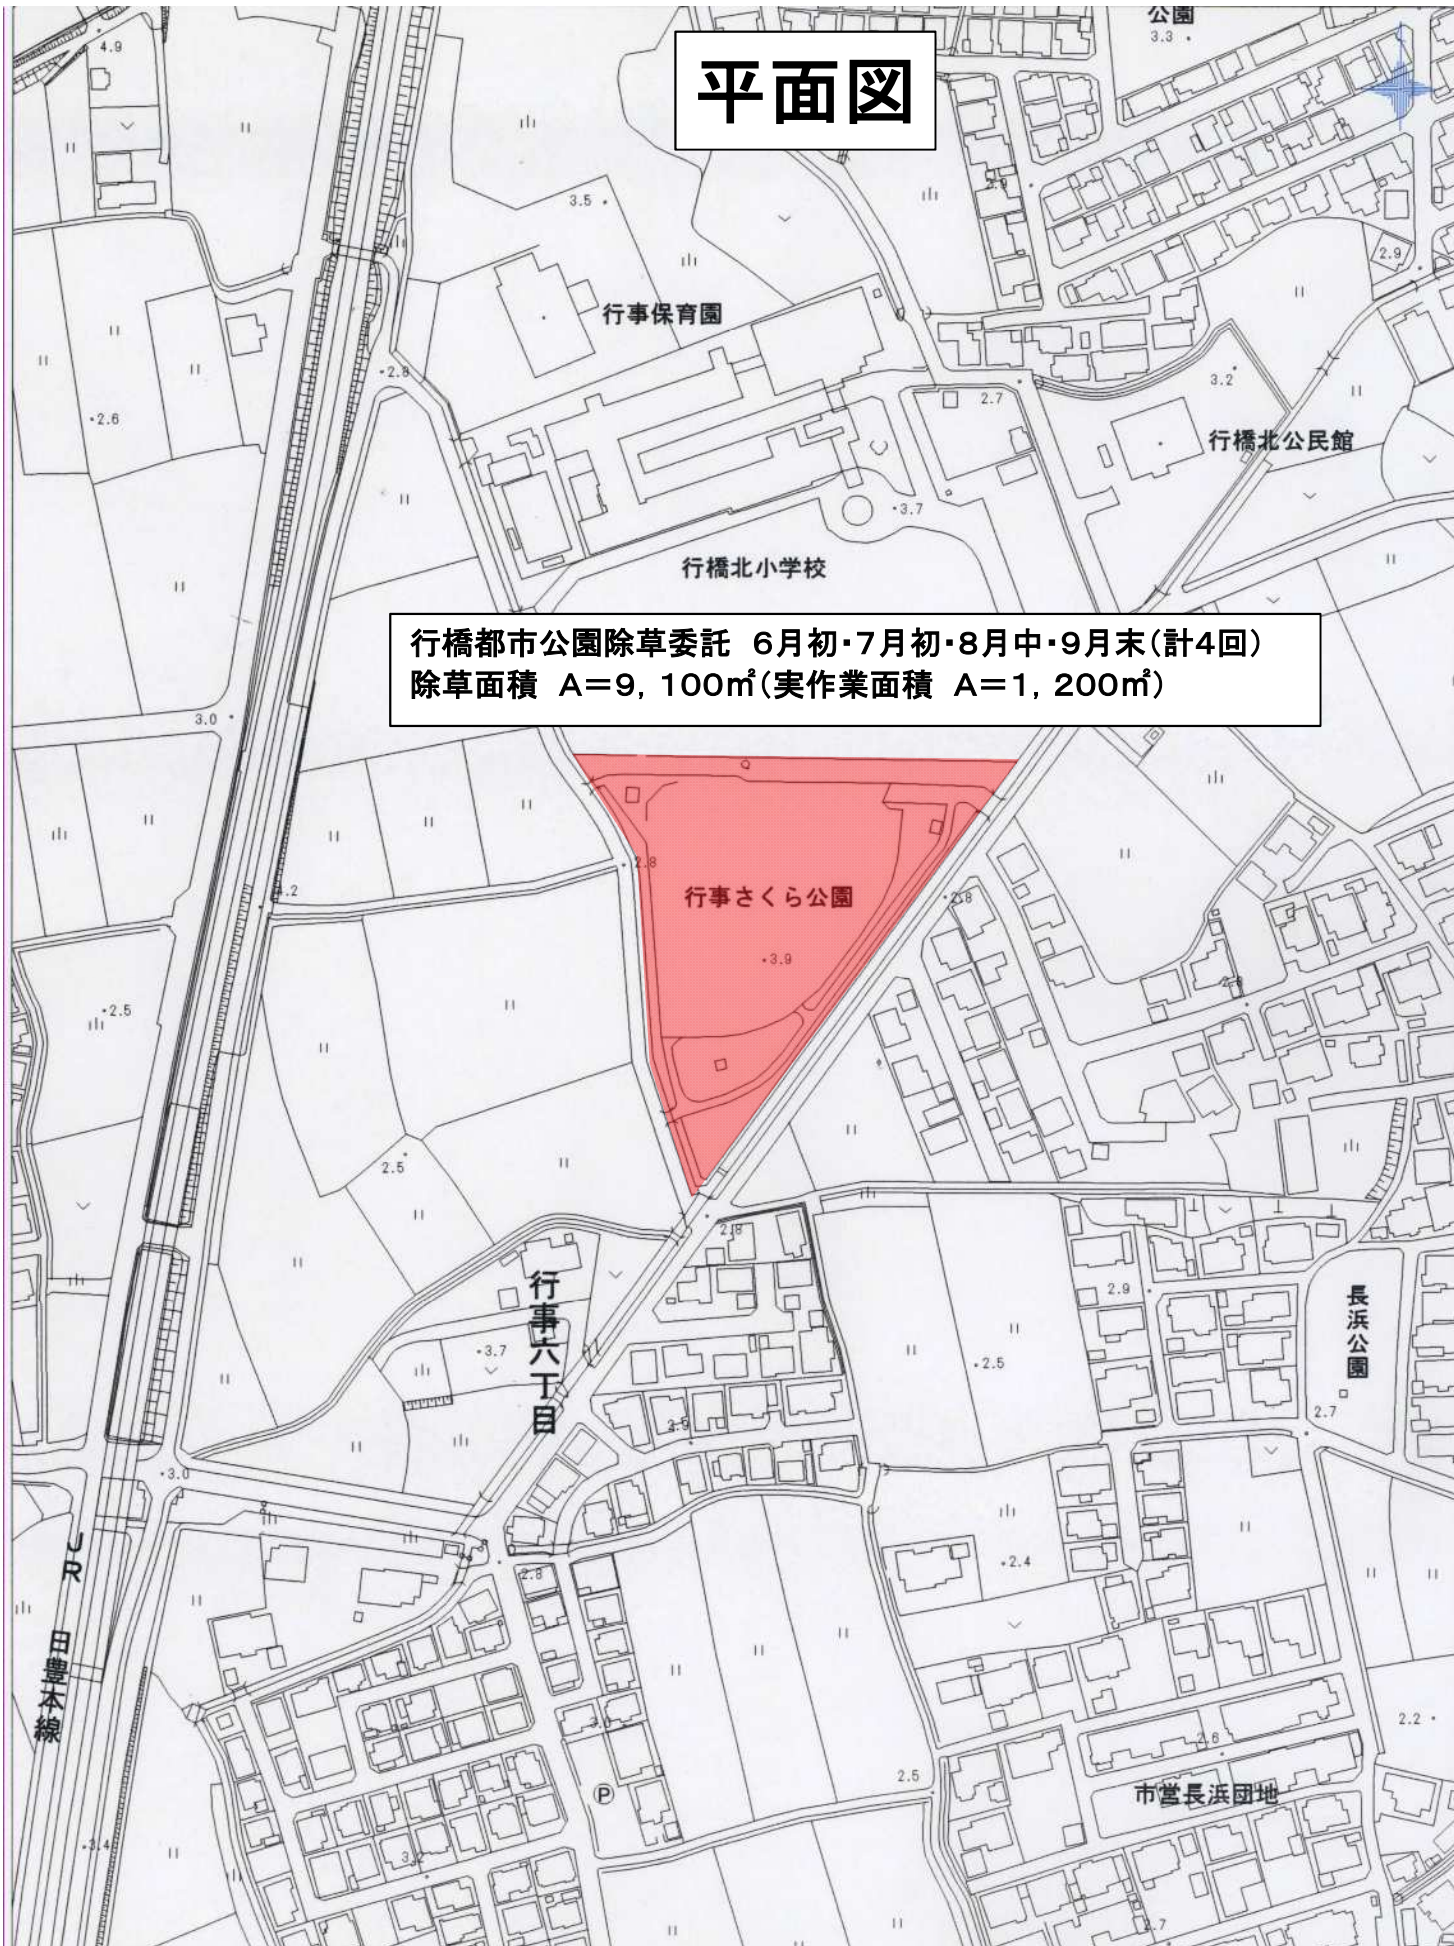 公園
3.3
平面図
4.9
2.9
3.5
2.9
行事保育園
2.8
3.2
2.7
2.6
行橋北公民館
3.7
行橋北小学校
行橋都市公園除草委託 6月初・7月初・8月中・9月末(計4回)
除草面積 A=9,100㎡(実作業面積 A=1,200㎡)
3.0
2.8
行事さくら公園
2.8
3.9
2.5
2.5
2.8
2.9
行事六丁目
長浜公園
3.7
2.5
2.7
3.0
JR 日豊本線
2.4
2.8
2.2
2.6
2.5
市営長浜団地
P
3.4
3.2
2.7